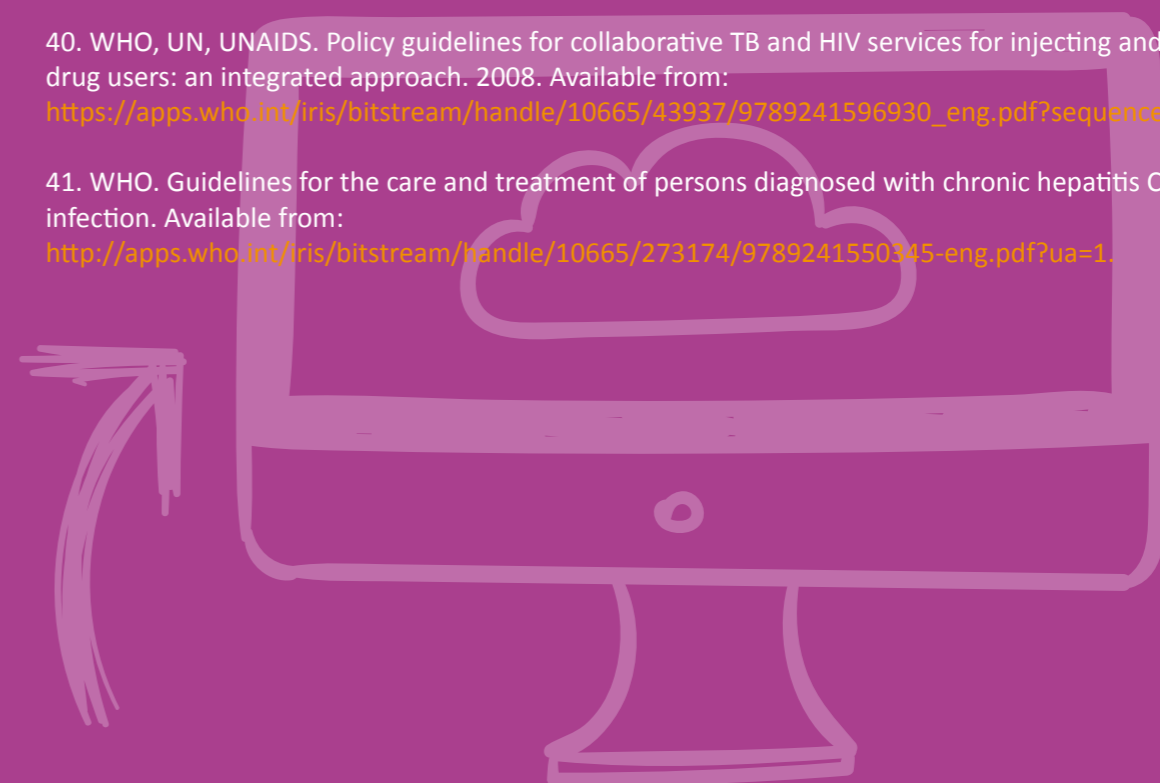 40. WHO, UN, UNAIDS. Policy guidelines for collaborative TB and HIV services for injecting and
drug users: an integrated approach. 2008. Available from:
https://apps.who.int/iris/bitstream/handle/10665/43937/9789241596930_eng.pdf?sequence
41. WHO. Guidelines for the care and treatment of persons diagnosed with chronic hepatitis C
infection. Available from:
http://apps.who.int/iris/bitstream/handle/10665/273174/9789241550345-eng.pdf?ua=1.